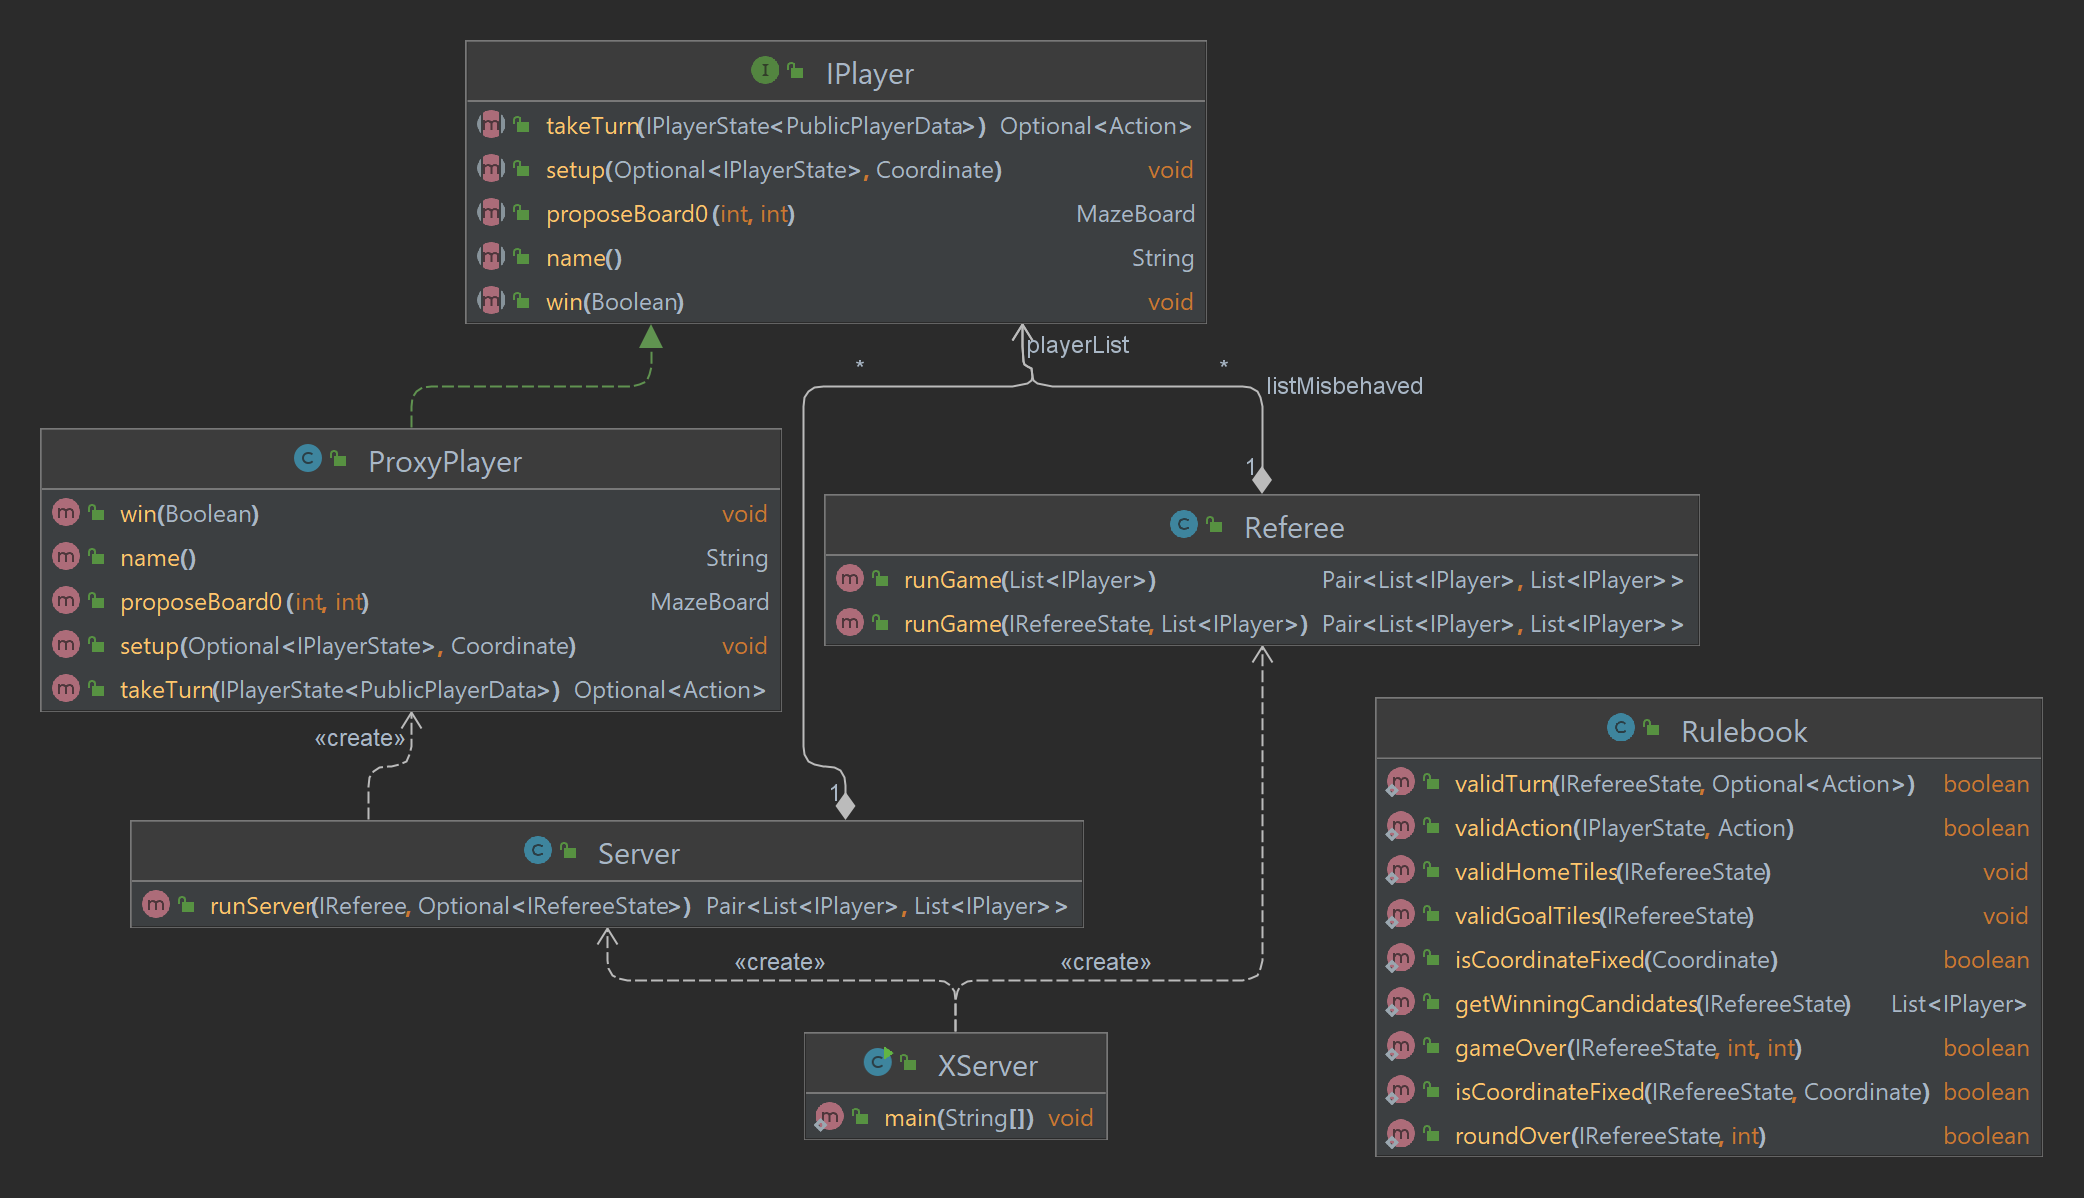 IPlayer
takeTurn(IPlayerState<PublicPlayerData>) Optional<Action>
setup(Optional<IPlayerState>, Coordinate) void
proposeBoard0(int, int) MazeBoard
name() String
win(Boolean) void
playerList
* *
listMisbehaved
1
ProxyPlayer
win(Boolean) void
name() String
proposeBoard0(int, int) MazeBoard
setup(Optional<IPlayerState>, Coordinate) void
takeTurn(IPlayerState<PublicPlayerData>) Optional<Action>
Referee
runGame(List<IPlayer>) Pair<List<IPlayer>, List<IPlayer>>
runGame(IRefereeState, List<IPlayer>) Pair<List<IPlayer>, List<IPlayer>>
«create»
1
Server
runServer(IReferee, Optional<IRefereeState>) Pair<List<IPlayer>, List<IPlayer>>
«create» «create»
XServer
main(String[]) void
Rulebook
validTurn(IRefereeState, Optional<Action>) boolean
validAction(IPlayerState, Action) boolean
validHomeTiles(IRefereeState) void
validGoalTiles(IRefereeState) void
isCoordinateFixed(Coordinate) boolean
getWinningCandidates(IRefereeState) List<IPlayer>
gameOver(IRefereeState, int, int) boolean
isCoordinateFixed(IRefereeState, Coordinate) boolean
roundOver(IRefereeState, int) boolean